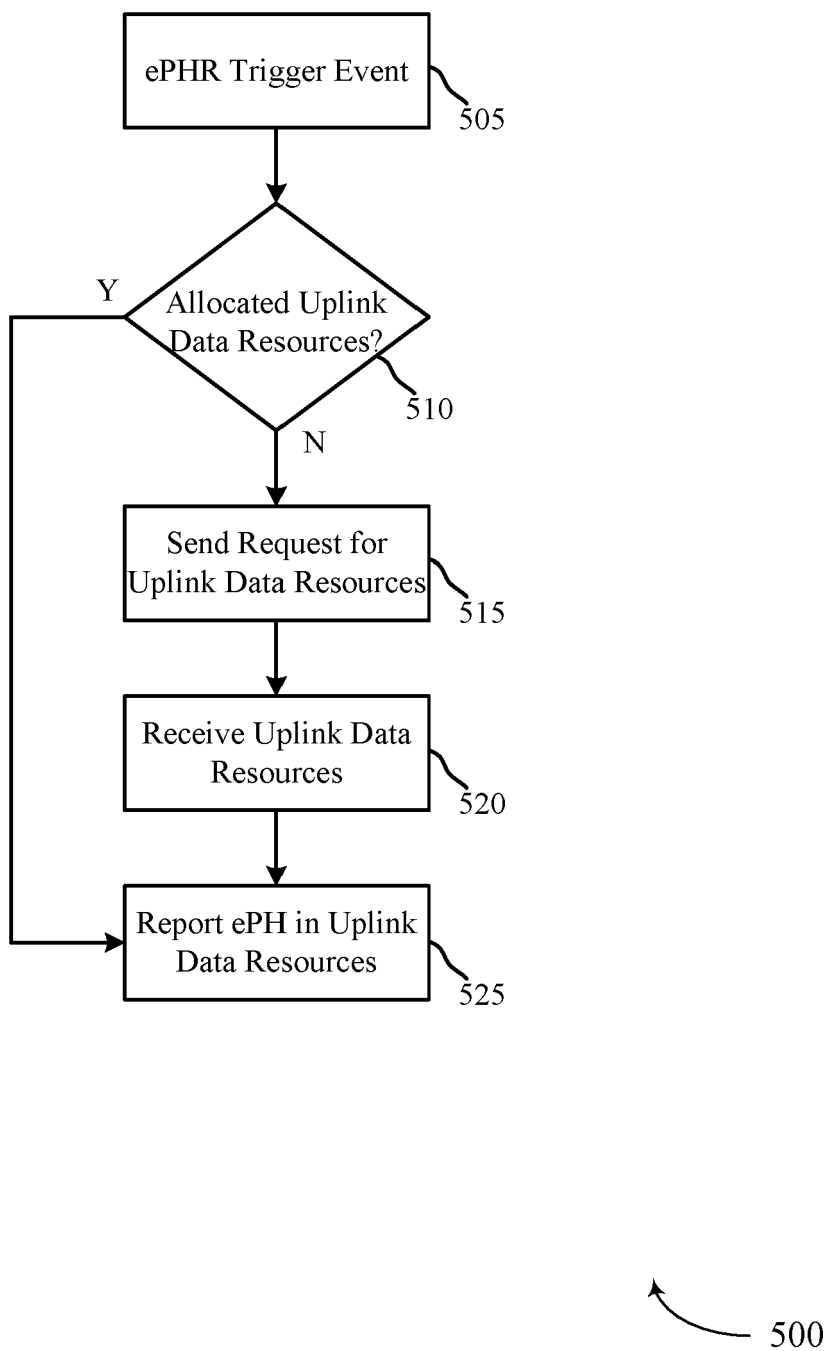 ePHR Trigger Event
505
Y
Allocated Uplink
Data Resources?
510
N
Send Request for
Uplink Data Resources
515
Receive Uplink Data
Resources
520
Report ePH in Uplink
Data Resources
525
500